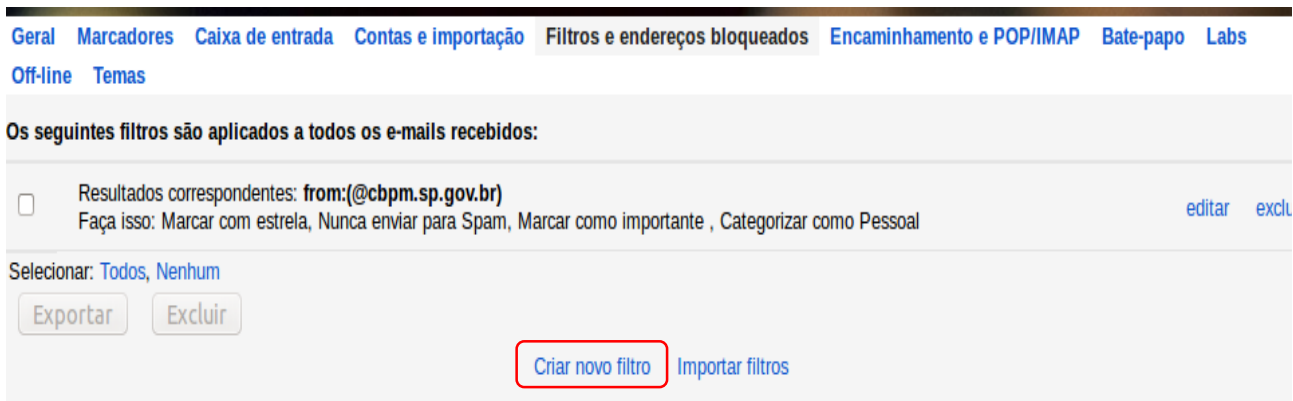 Geral Marcadores Caixa de entrada Contas e importação Filtros e endereços bloqueados Encaminhamento e POP/IMAP Bate-papo Labs
Off-line Temas
Os seguintes filtros são aplicados a todos os e-mails recebidos:
Resultados correspondentes: from:(@cbpm.sp.gov.br)
Faça isso: Marcar com estrela, Nunca enviar para Spam, Marcar como importante , Categorizar como Pessoal
editar exclu
Selecionar: Todos, Nenhum
Exportar Excluir
Criar novo filtro Importar filtros